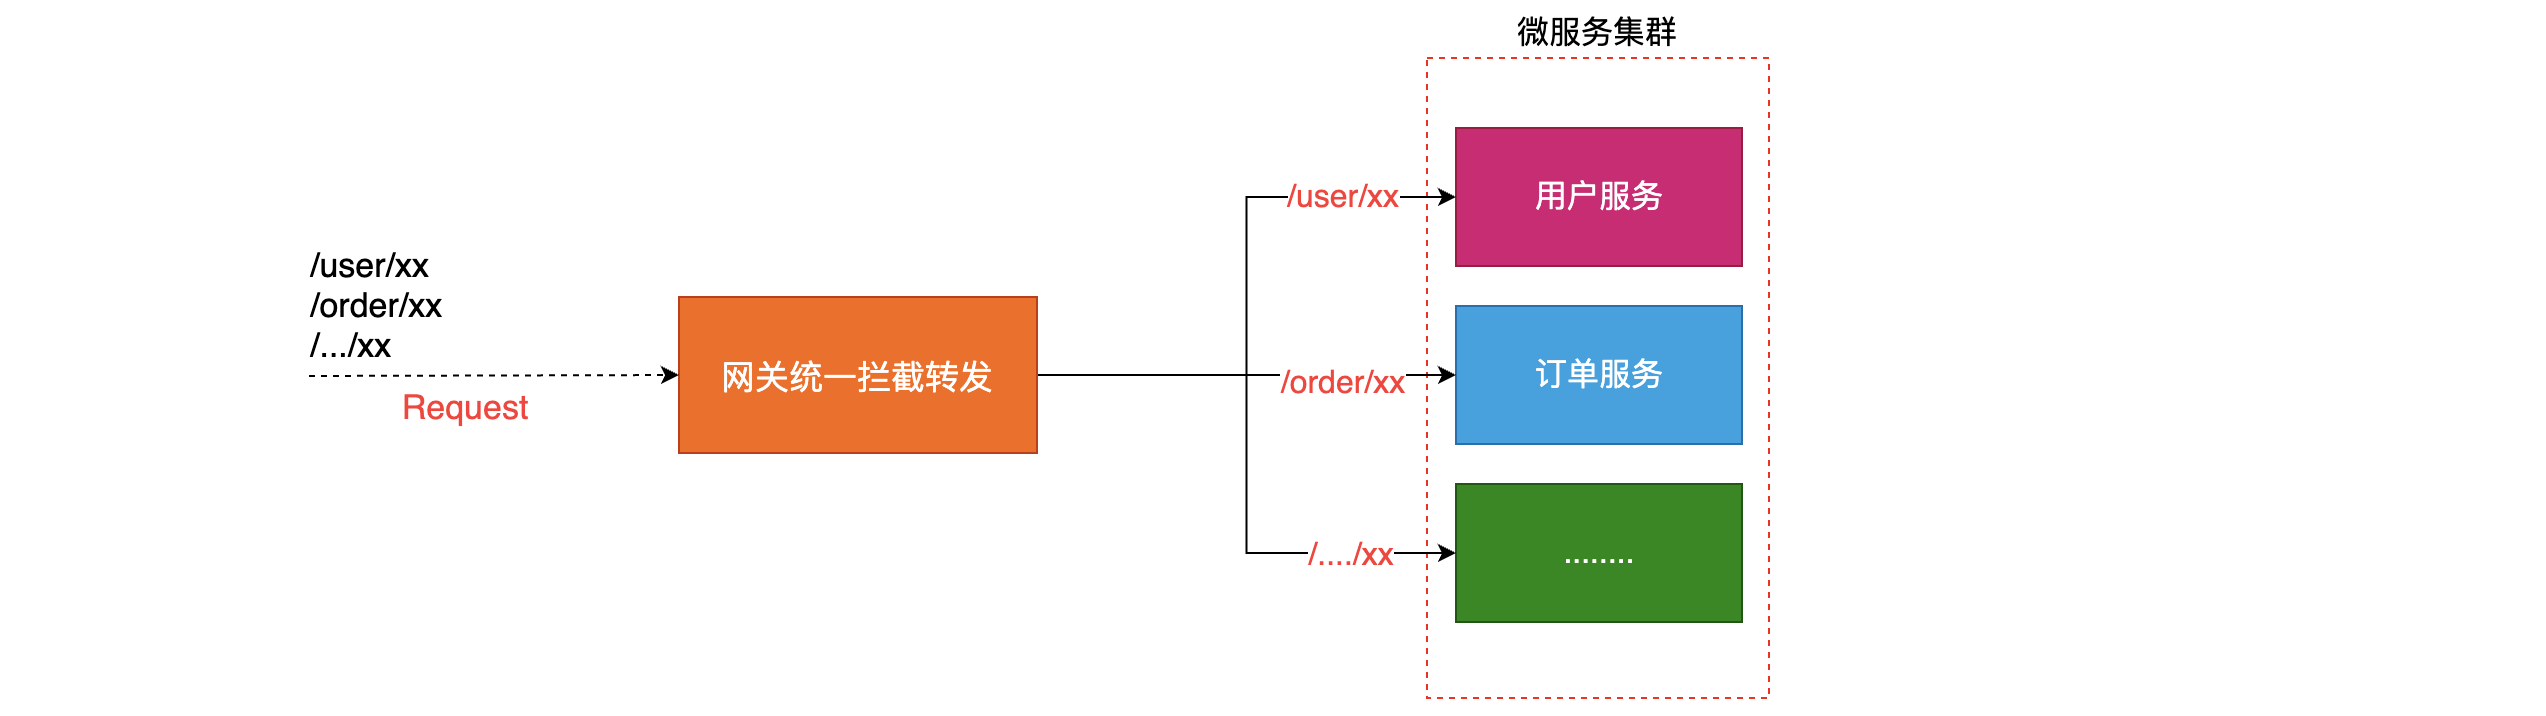 微服务集群
/user/xx
用户服务
/user/xx
/order/xx
/.../xx
Request
网关统一拦截转发
/order/xx
订单服务
/..../xx
........